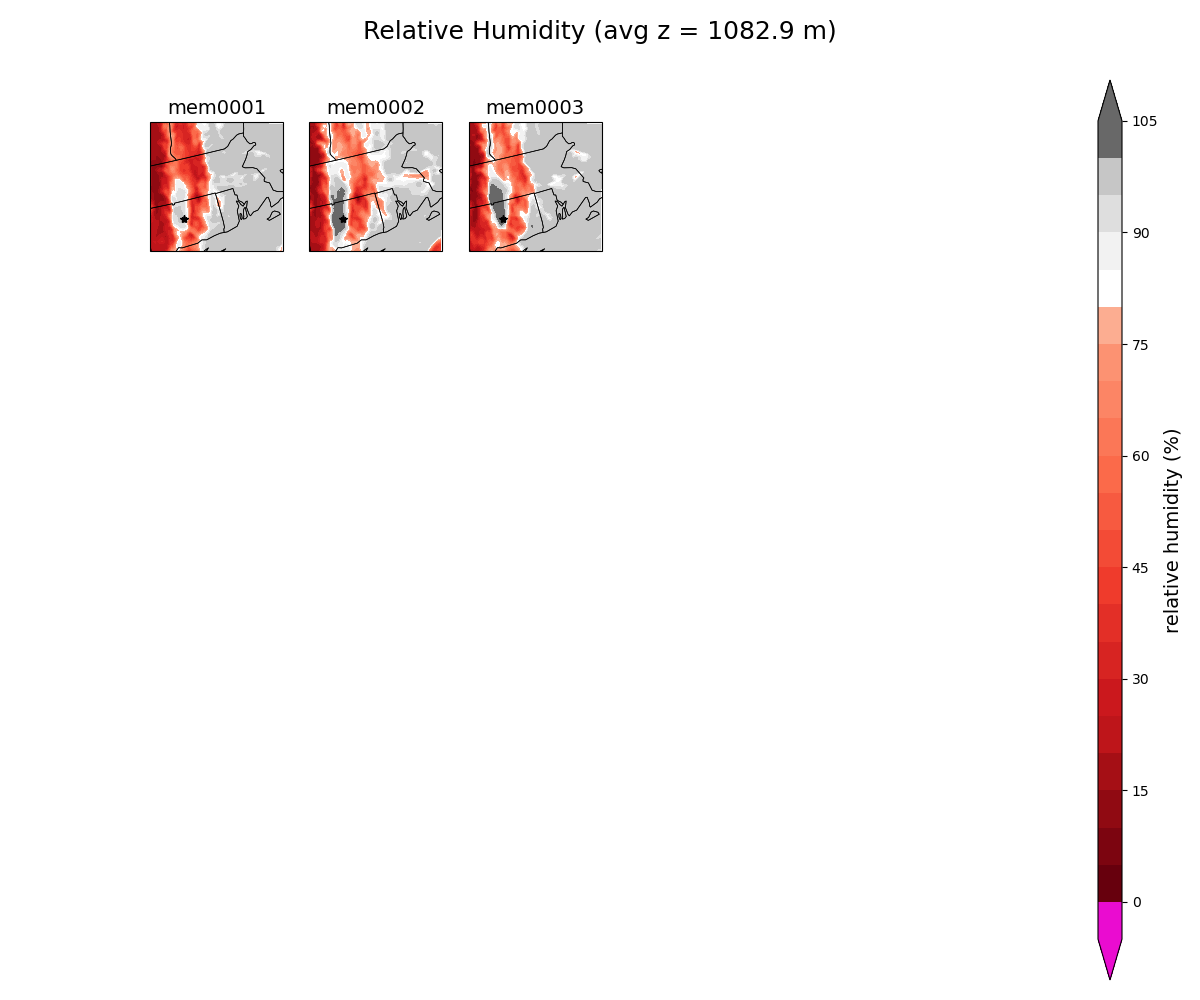 Relative Humidity (avg z = 1082.9 m)
mem0001 mem0002 mem0003
105
90
75
60
45
30
15
0
relative humidity (%)